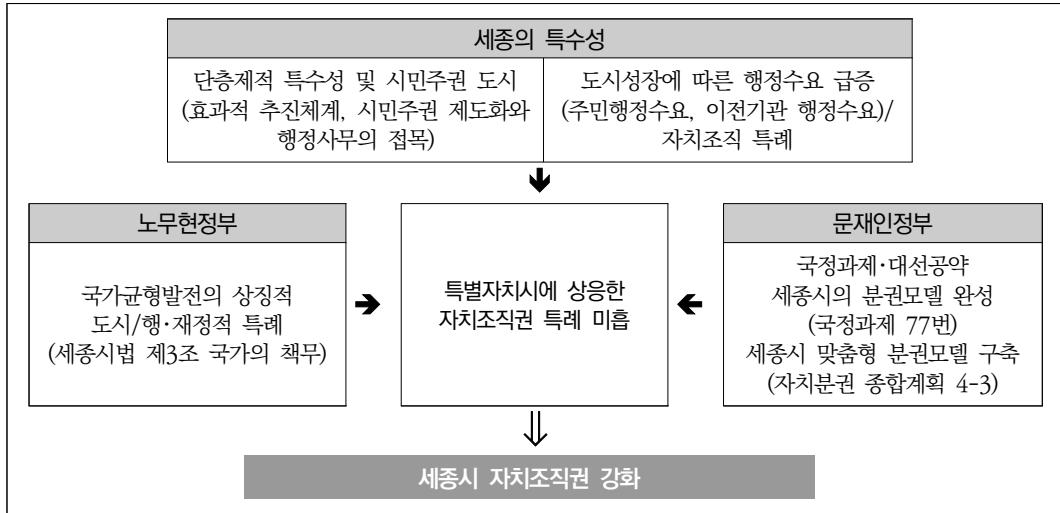 세종의 특수성
단층제적 특수성 및 시민주권 도시
(효과적 추진체계, 시민주권 제도화와
행정사무의 접목)
도시성장에 따른 행정수요 급증
(주민행정수요, 이전기관 행정수요)/
자치조직 특례
노무현정부
국가균형발전의 상징적
도시/행·재정적 특례
(세종시법 제3조 국가의 책무)
특별자치시에 상응한
자치조직권 특례 미흡
문재인정부
국정과제·대선공약
세종시의 분권모델 완성
(국정과제 77번)
세종시 맞춤형 분권모델 구축
(자치분권 종합계획 4-3)
세종시 자치조직권 강화